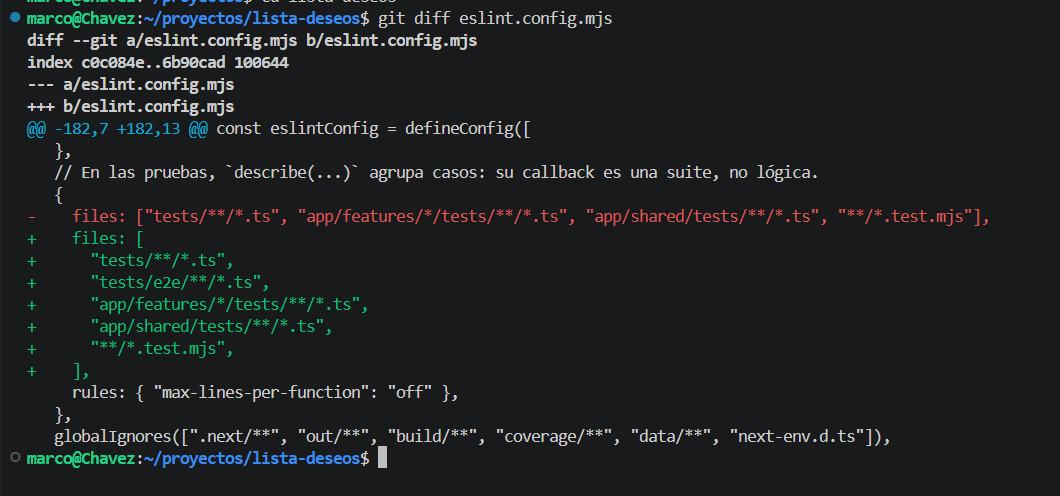 marco@Chavez:~/proyectos/lista-deseos$ git diff eslint.config.mjs
diff --git a/eslint.config.mjs b/eslint.config.mjs
index c0c084e..6b90cad 100644
--- a/eslint.config.mjs
+++ b/eslint.config.mjs
@@ -182,7 +182,13 @@ const eslintConfig = defineConfig([
   },
   // En las pruebas, `describe(...)` agrupa casos: su callback es una suite, no lógica.
   {
-    files: ["tests/**/*.ts", "app/features/*/tests/**/*.ts", "app/shared/tests/**/*.ts", "**/*.test.mjs"],
+    files: [
+      "tests/**/*.ts",
+      "tests/e2e/**/*.ts",
+      "app/features/*/tests/**/*.ts",
+      "app/shared/tests/**/*.ts",
+      "**/*.test.mjs",
+    ],
     rules: { "max-lines-per-function": "off" },
   },
   globalIgnores([".next/**", "out/**", "build/**", "coverage/**", "data/**", "next-env.d.ts"]),
marco@Chavez:~/proyectos/lista-deseos$